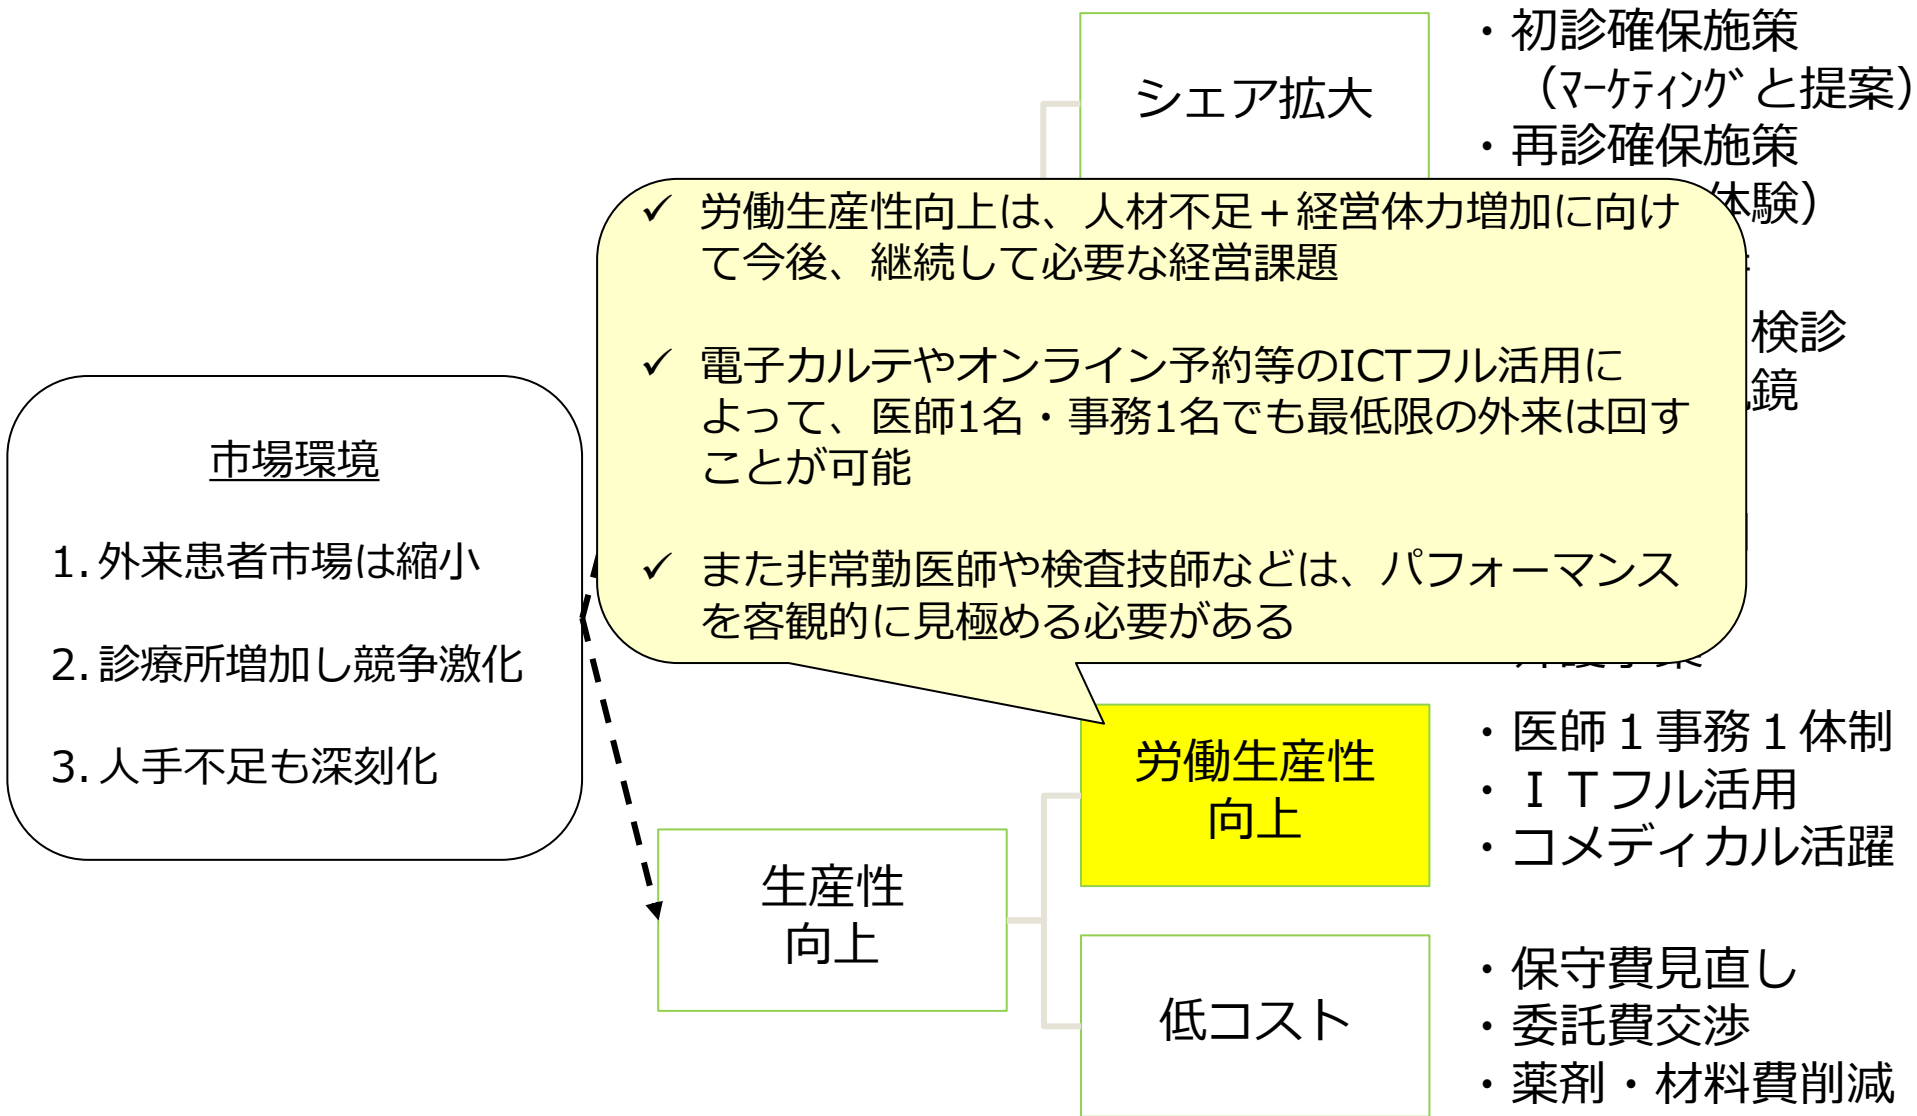 シェア拡大
・初診確保施策
（ﾏｰｹﾃｨﾝｸﾞと提案）
・再診確保施策
体験）
検診
鏡
✓ 労働生産性向上は、人材不足＋経営体力増加に向け
て今後、継続して必要な経営課題
✓ 電子カルテやオンライン予約等のICTフル活用に
よって、医師1名・事務1名でも最低限の外来は回す
ことが可能
✓ また非常勤医師や検査技師などは、パフォーマンス
を客観的に見極める必要がある
市場環境
1. 外来患者市場は縮小
2. 診療所増加し競争激化
3. 人手不足も深刻化
労働生産性
向上
・医師１事務１体制
・ＩＴフル活用
・コメディカル活躍
生産性
向上
低コスト
・保守費見直し
・委託費交渉
・薬剤・材料費削減